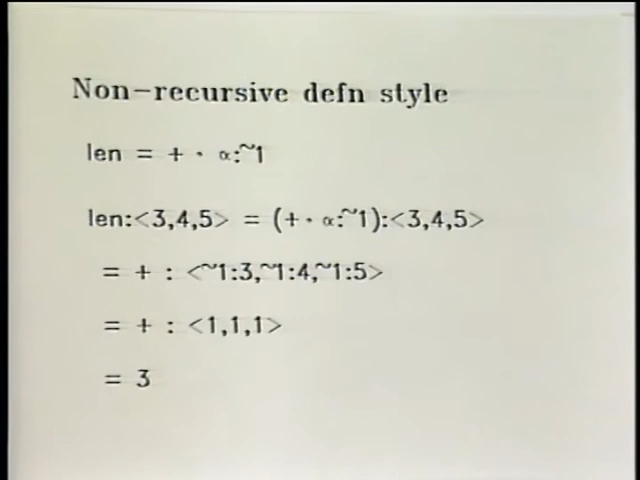 Non-recursive defn style
len = + · α:~1
len:<3,4,5> = (+ · α:~1):<3,4,5>
= + : <~1:3,~1:4,~1:5>
= + : <1,1,1>
= 3